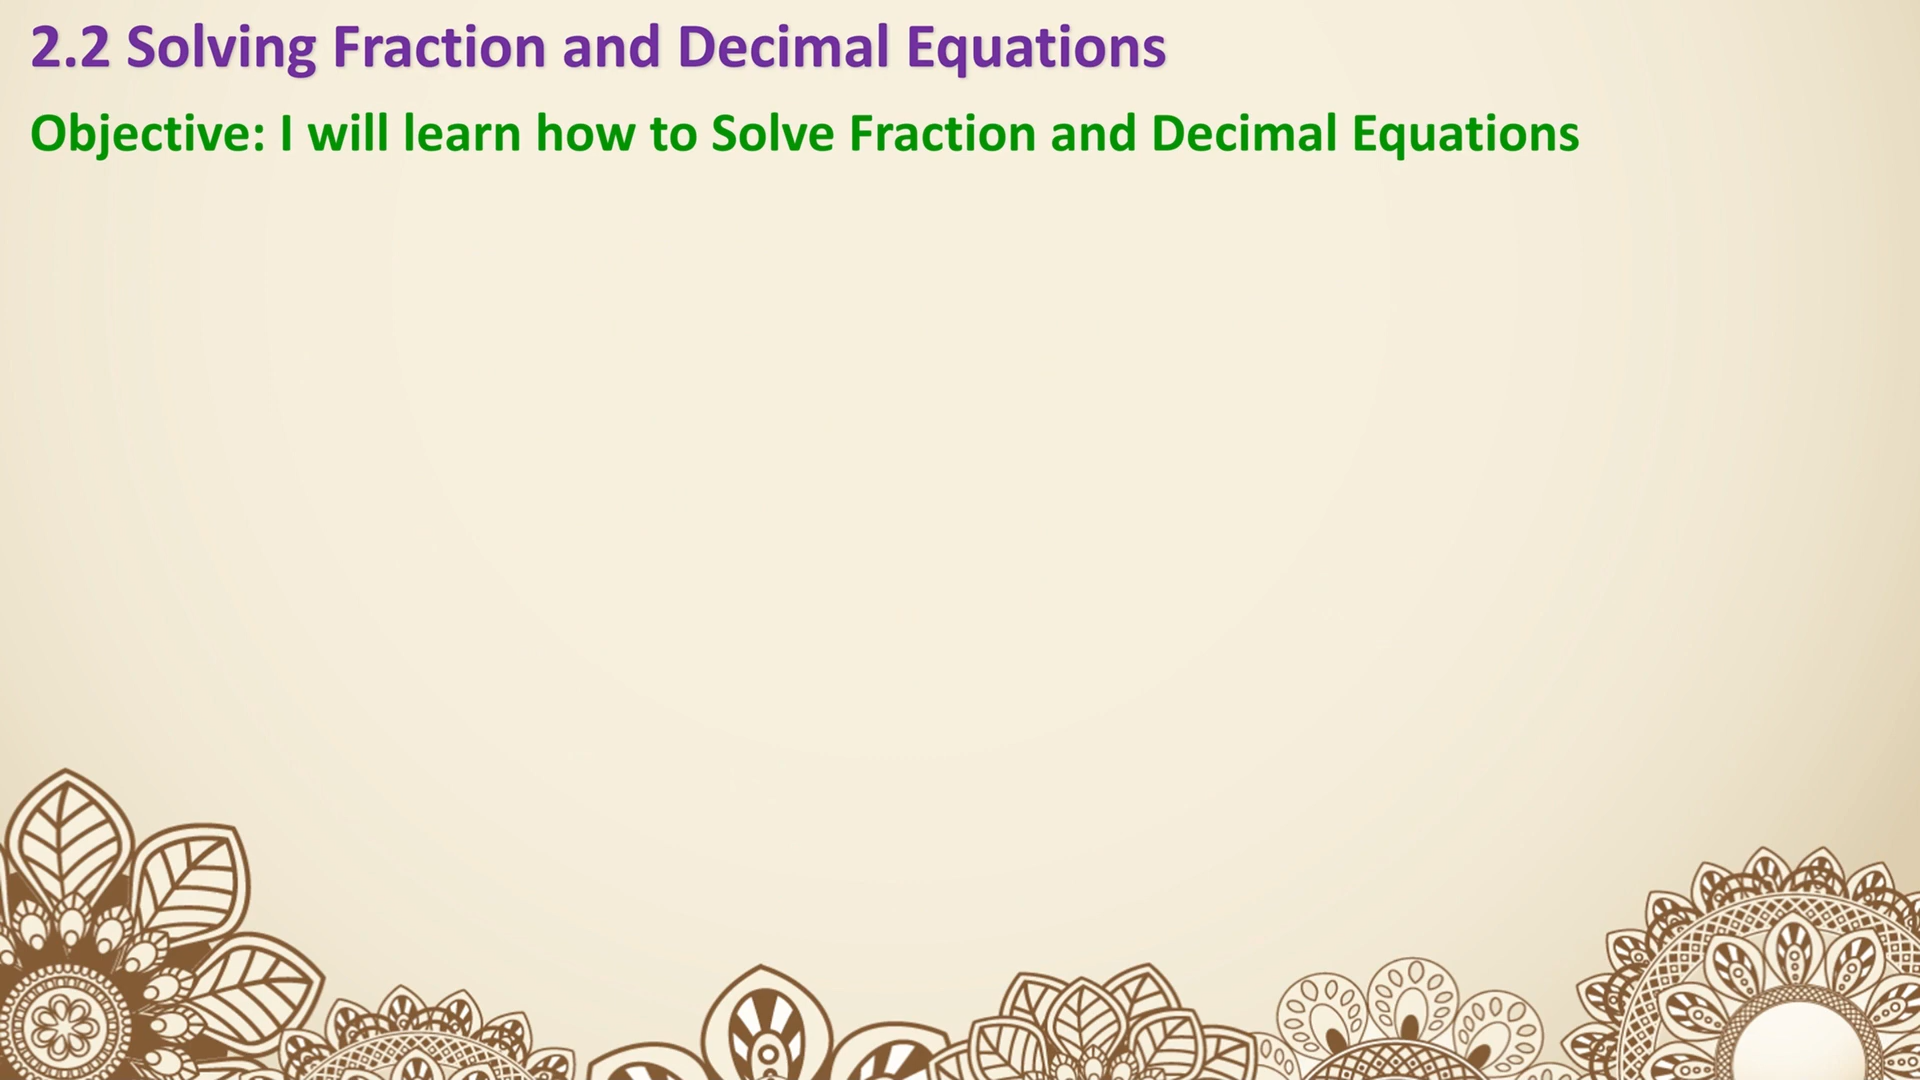 2.2 Solving Fraction and Decimal Equations
Objective: I will learn how to Solve Fraction and Decimal Equations